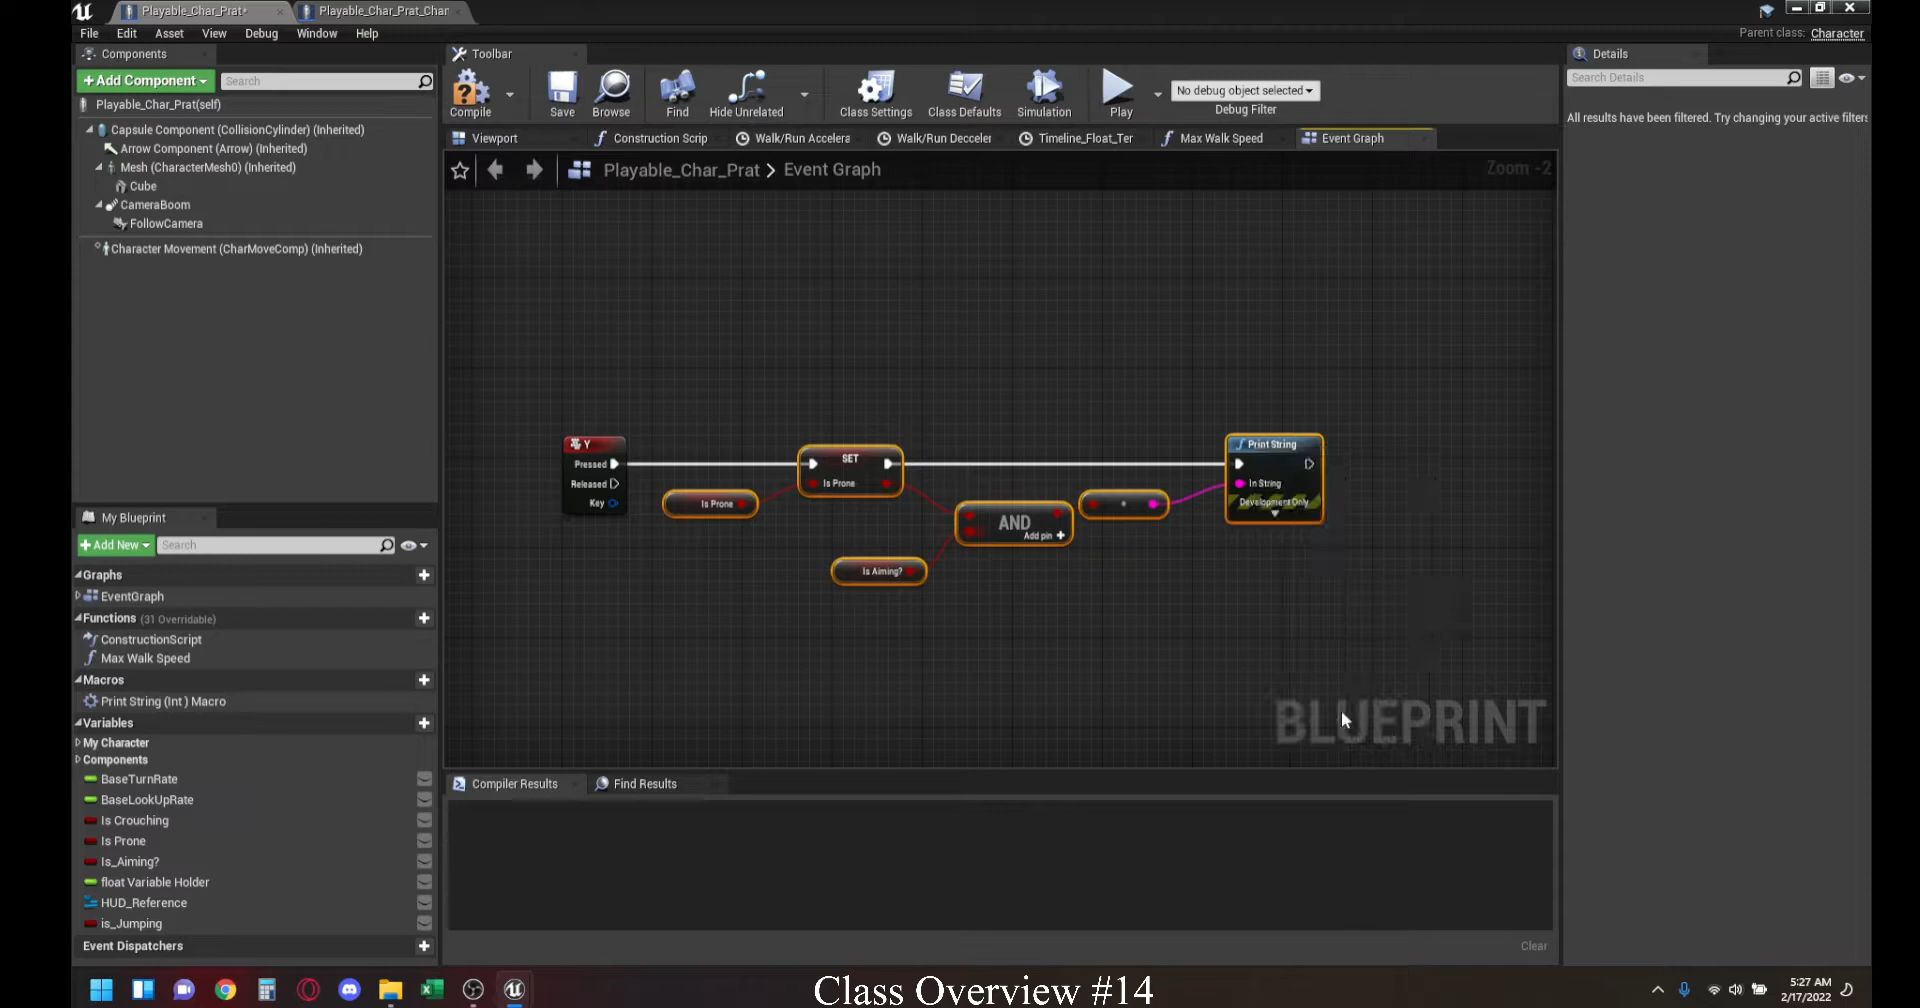 Playable_Char_Prat*
Playable_Char_Prat_Chan
File Edit Asset View Debug Window Help
Parent class: Character
Components
Toolbar
Details
Add Component
Search
Search Details
Compile
Save
Browse
Find
Hide Unrelated
Class Settings
Class Defaults
Simulation
Play
No debug object selected
Debug Filter
All results have been filtered. Try changing your active filters
Playable_Char_Prat(self)
Capsule Component (CollisionCylinder) (Inherited)
Arrow Component (Arrow) (Inherited)
Mesh (CharacterMesh0) (Inherited)
Cube
CameraBoom
FollowCamera
Character Movement (CharMoveComp) (Inherited)
Viewport
Construction Scrip
Walk/Run Accelera
Walk/Run Decceler
Timeline_Float_Ter
Max Walk Speed
Event Graph
Playable_Char_Prat > Event Graph
Zoom -2
Y
Pressed
Released
Key
Is Prone
SET
Is Prone
Is Aiming?
AND
Add pin
Print String
In String
Development Only
BLUEPRINT
My Blueprint
Add New
Search
Graphs
EventGraph
Functions (31 Overridable)
ConstructionScript
Max Walk Speed
Macros
Print String (Int ) Macro
Variables
My Character
Components
BaseTurnRate
BaseLookUpRate
Is Crouching
Is Prone
Is_Aiming?
float Variable Holder
HUD_Reference
is_Jumping
Event Dispatchers
Compiler Results
Find Results
Clear
Class Overview #14
5:27 AM
2/17/2022